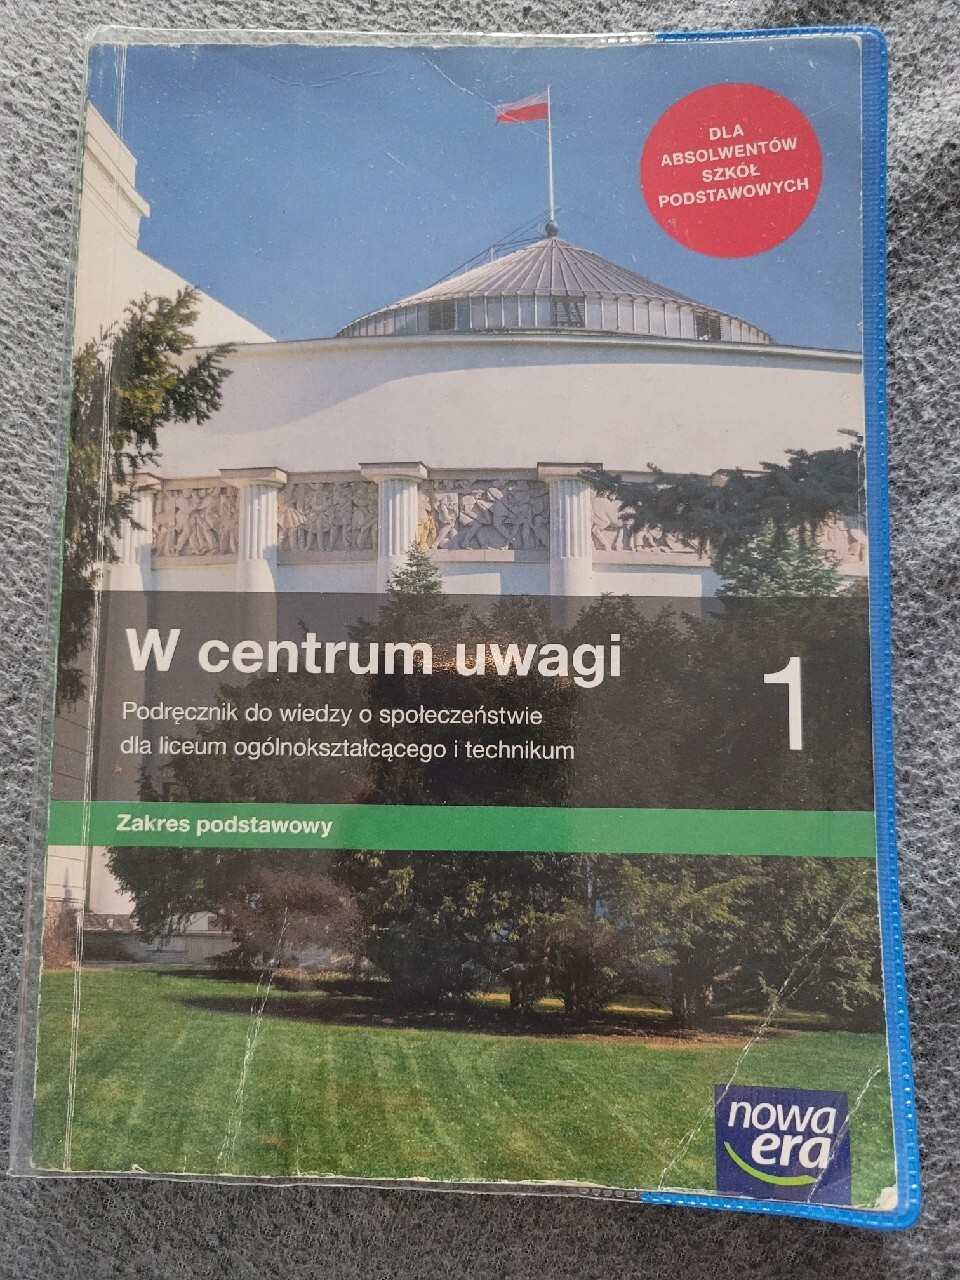 DLA
ABSOLWENTÓW
SZKÓŁ
PODSTAWOWYCH
W centrum uwagi
1
Podręcznik do wiedzy o społeczeństwie
dla liceum ogólnokształcącego i technikum
Zakres podstawowy
nowa
era